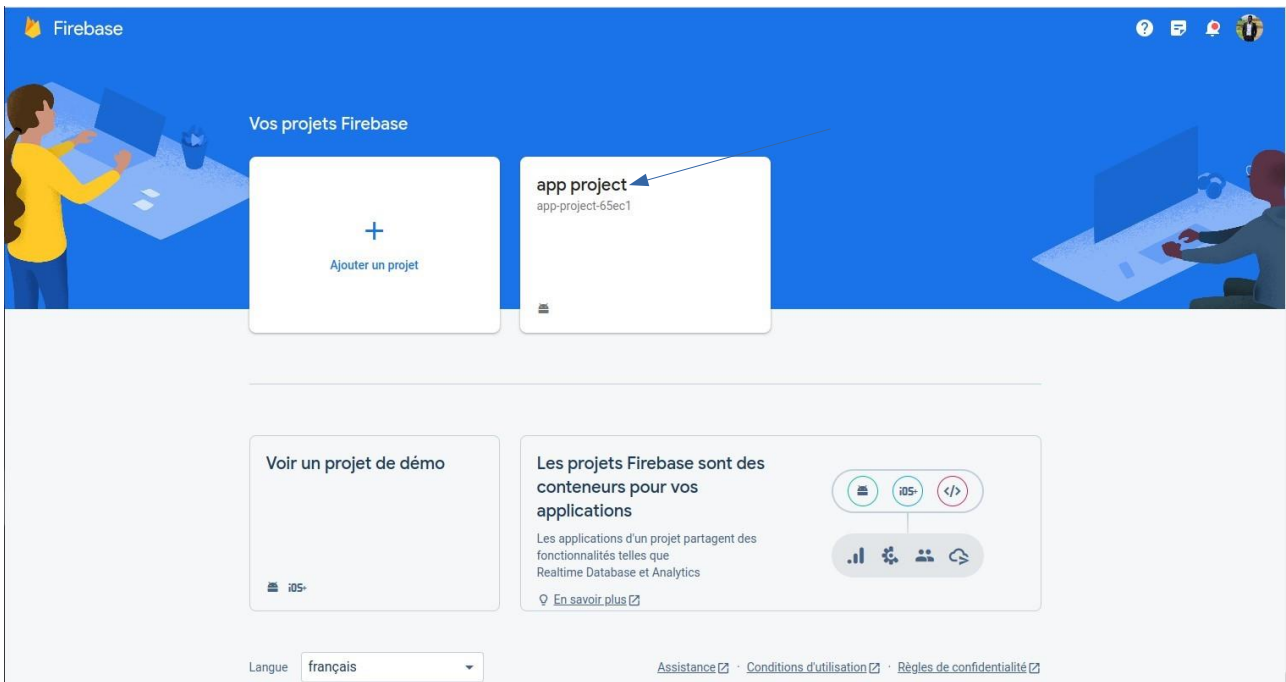 Firebase
Vos projets Firebase
Ajouter un projet
app project
app-project-65ec1
Voir un projet de démo
iOS+
Les projets Firebase sont des
conteneurs pour vos
applications
Les applications d'un projet partagent des
fonctionnalités telles que
Realtime Database et Analytics
En savoir plus
iOS+
Langue
français
Assistance · Conditions d'utilisation · Règles de confidentialité